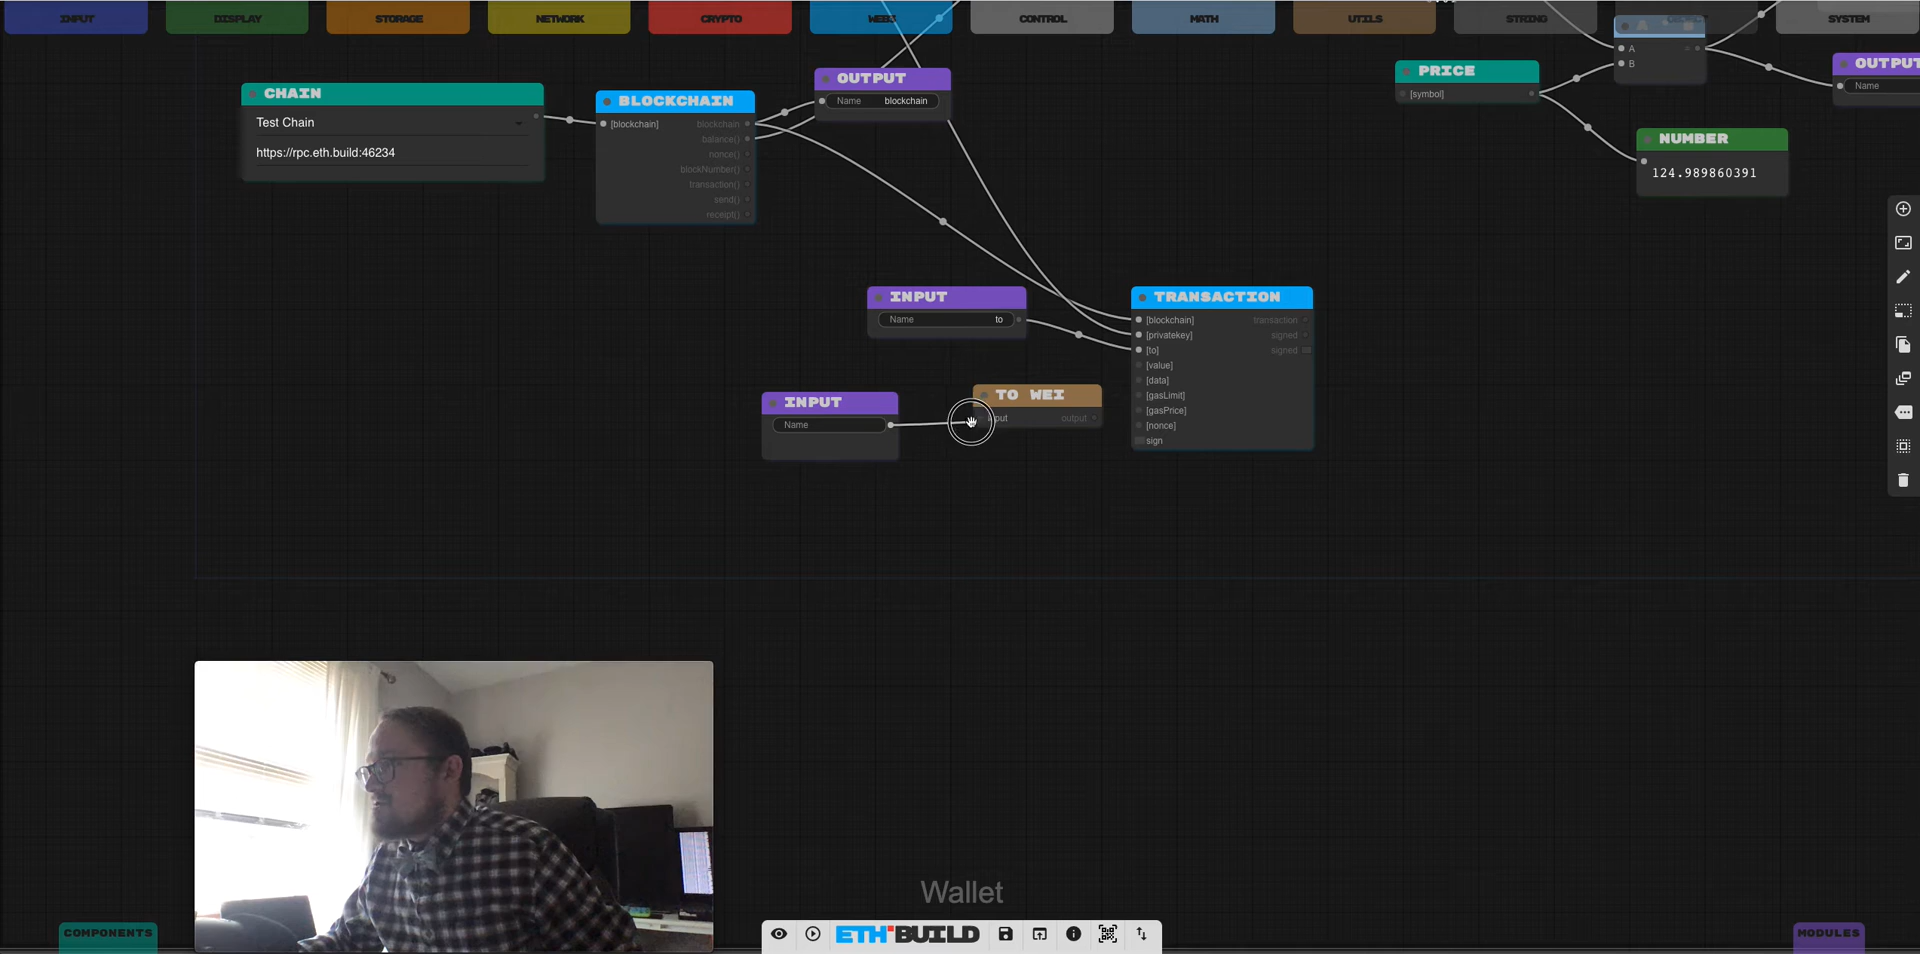 INPUT
DISPLAY
STORAGE
NETWORK
CRYPTO
WEB3
CONTROL
MATH
UTILS
STRING
SYSTEM
CHAIN
Test Chain
https://rpc.eth.build:46234
BLOCKCHAIN
[blockchain] blockchain
balance()
nonce()
blockNumber()
transaction()
send()
receipt()
OUTPUT
Name blockchain
PRICE
[symbol]
A
B
OUTPUT
Name
NUMBER
124.989860391
INPUT
Name to
TRANSACTION
[blockchain] transaction
[privatekey] signed
[to] signed
[value]
[data]
[gasLimit]
[gasPrice]
[nonce]
sign
INPUT
Name
TO WEI
input output
Wallet
COMPONENTS
ETH BUILD
MODULES